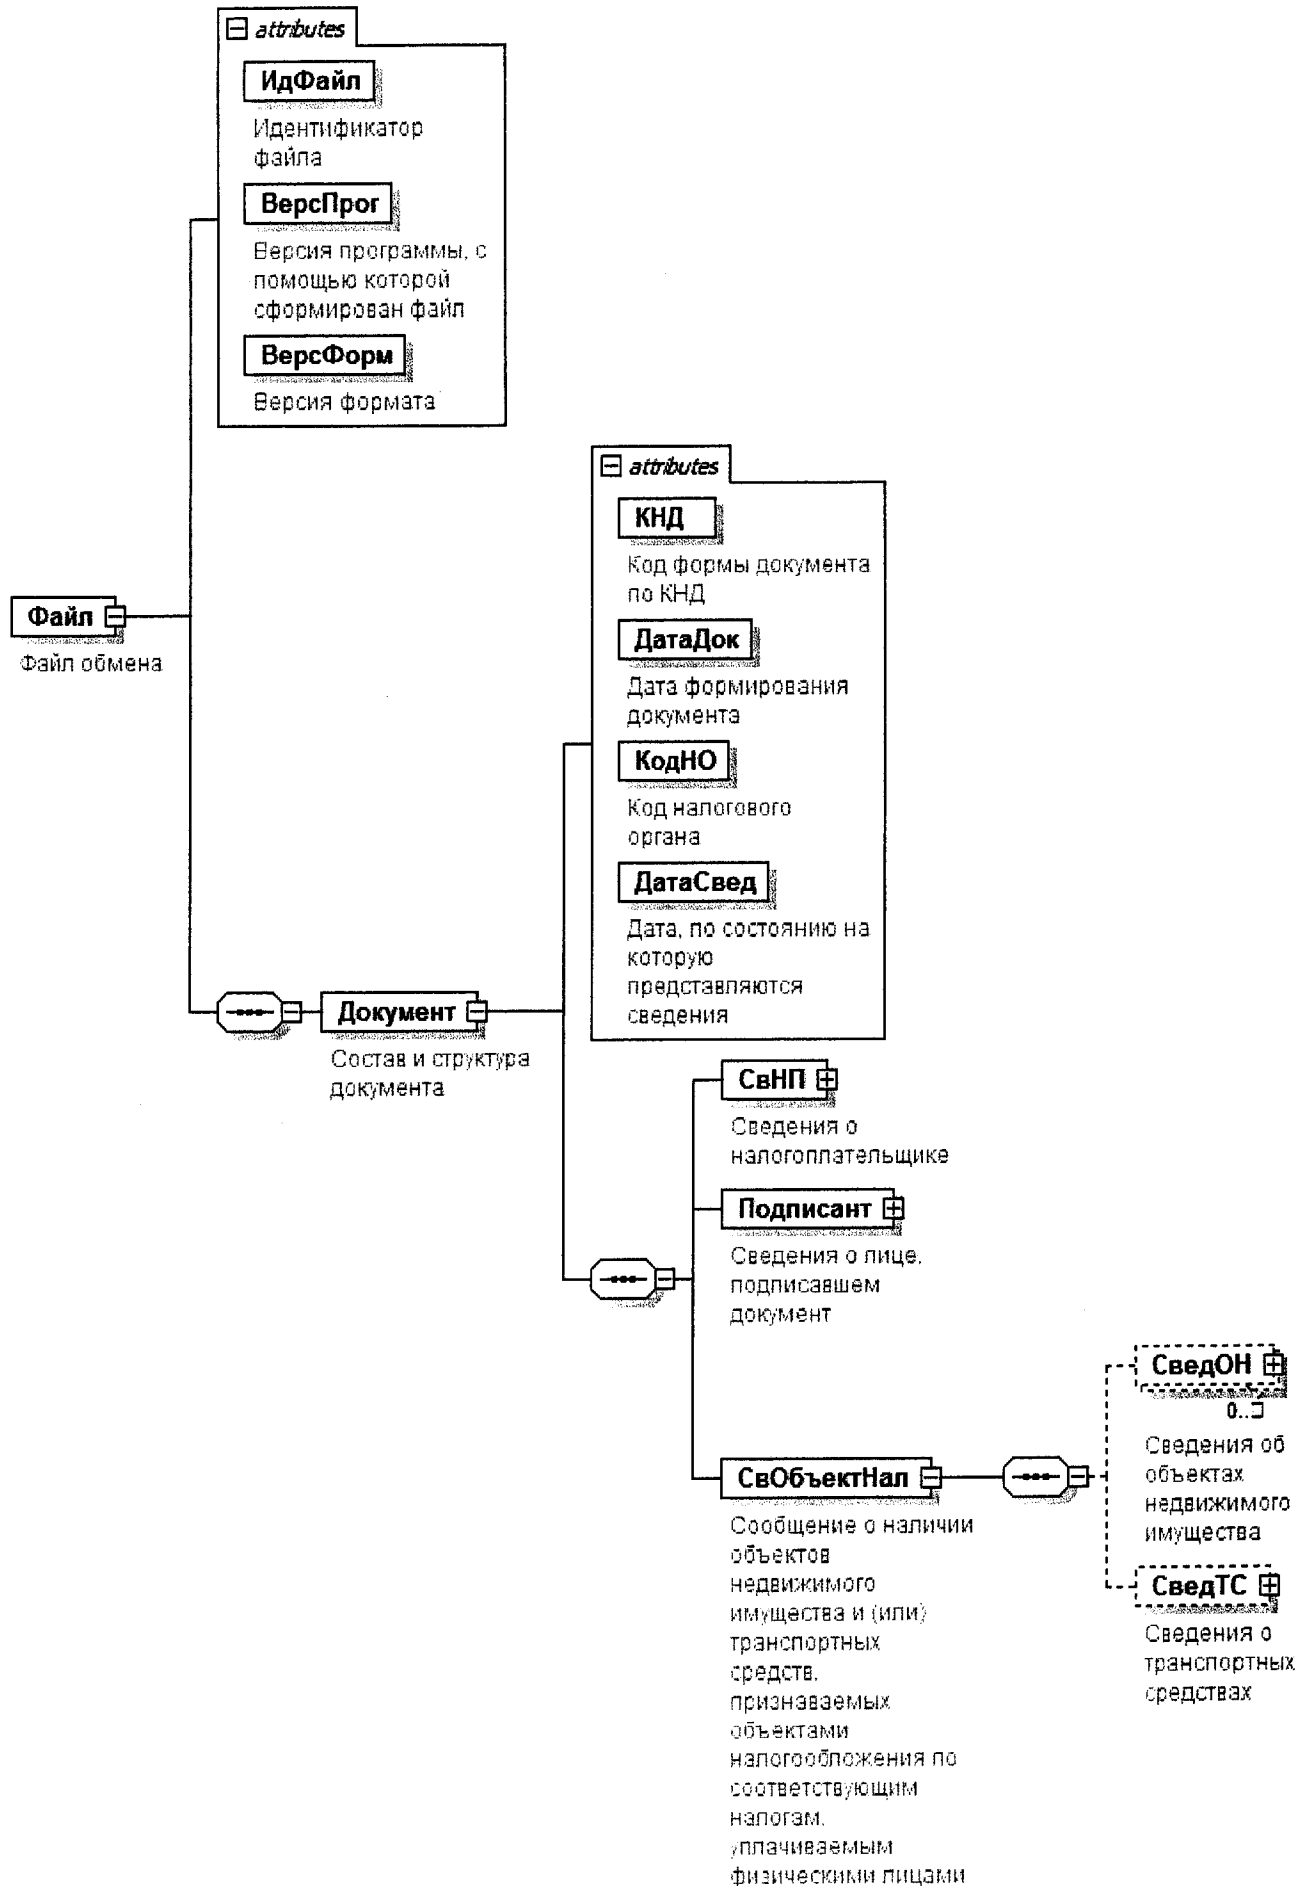 attributes
ИдФайл
Идентификатор
файла
ВерсПрог
Версия программы, с
помощью которой
сформирован файл
ВерсФорм
Версия формата
attributes
КНД
Код формы документа
по КНД
Файл
Файл обмена
ДатаДок
Дата формирования
документа
КодНО
Код налогового
органа
ДатаСвед
Дата, по состоянию на
которую
представляются
сведения
Документ
Состав и структура
документа
СвНП
Сведения о
налогоплательщике
Подписант
Сведения о лице,
подписавшем
документ
СведОН
Сведения об
объектах
недвижимого
имущества
СвОбъектНал
Сообщение о наличии
объектов
недвижимого
имущества и (или)
транспортных
средств,
признаваемых
объектами
налогообложения по
соответствующим
налогам,
уплачиваемым
физическими лицами
СведТС
Сведения о
транспортных
средствах